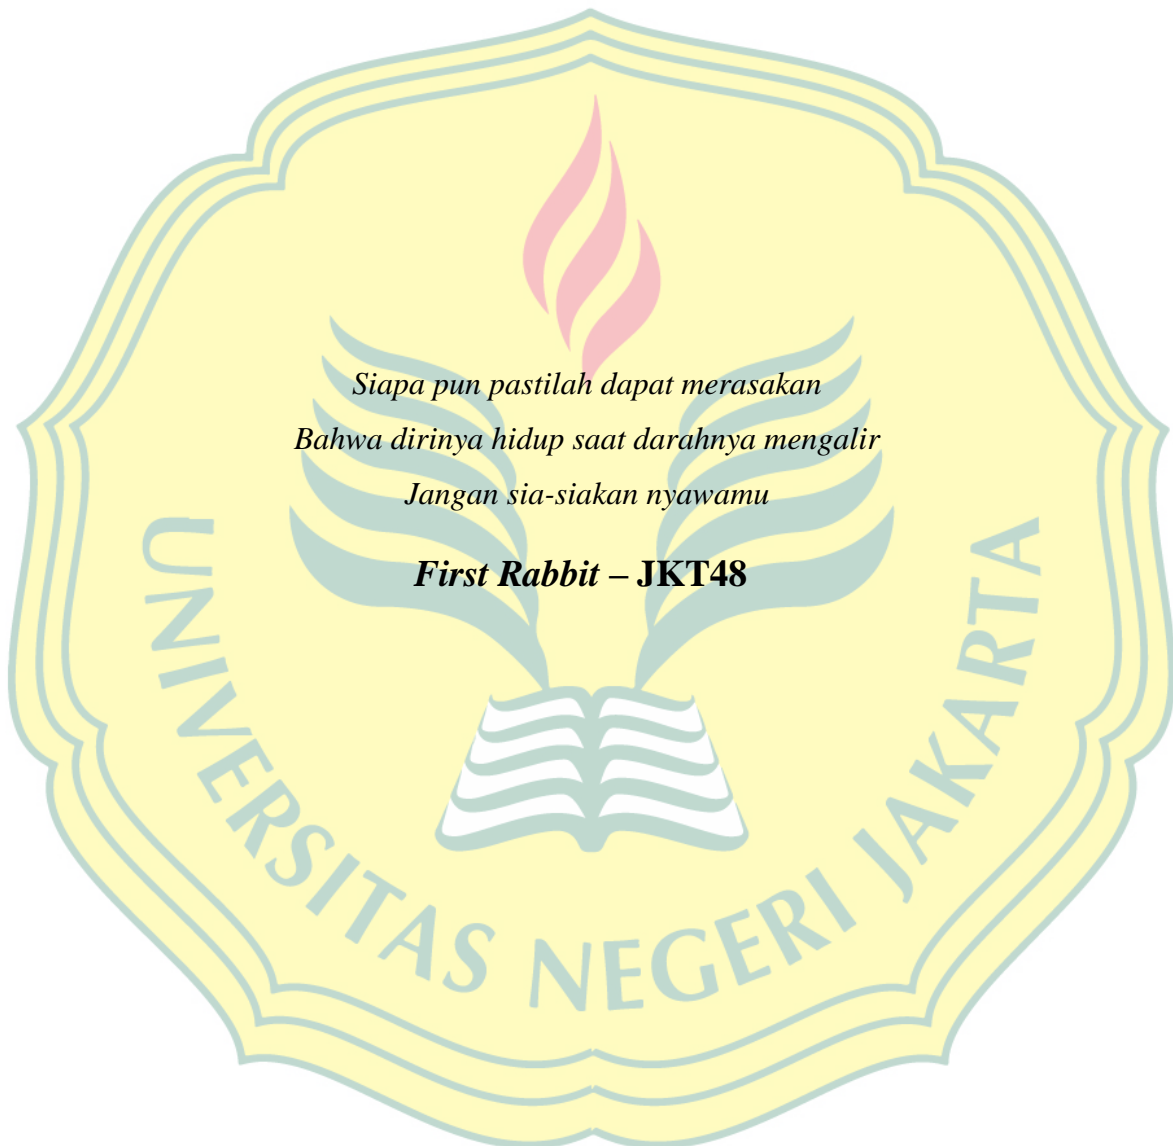 Siapa pun pastilah dapat merasakan
Bahwa dirinya hidup saat darahnya mengalir
Jangan sia-siakan nyawamu
First Rabbit – JKT48
UNIVERSITAS NEGERI JAKARTA